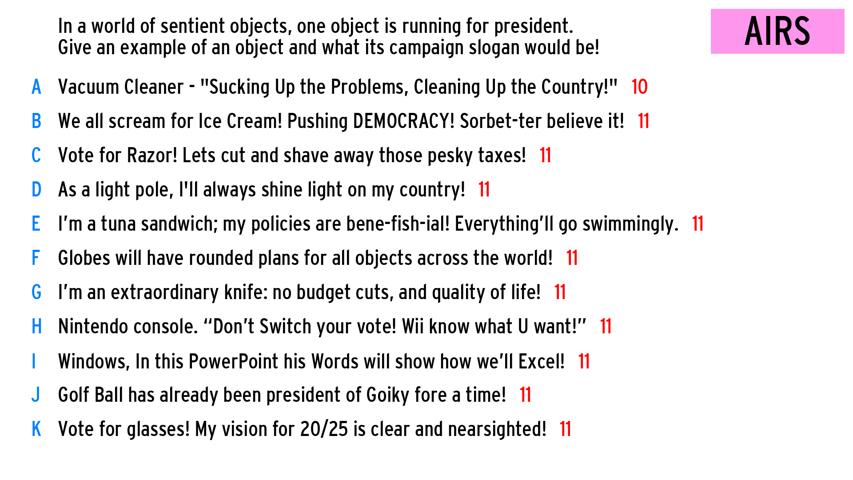 In a world of sentient objects, one object is running for president.
Give an example of an object and what its campaign slogan would be!
AIRS
A Vacuum Cleaner - "Sucking Up the Problems, Cleaning Up the Country!" 10
B We all scream for Ice Cream! Pushing DEMOCRACY! Sorbet-ter believe it! 11
C Vote for Razor! Lets cut and shave away those pesky taxes! 11
D As a light pole, I'll always shine light on my country! 11
E I’m a tuna sandwich; my policies are bene-fish-ial! Everything’ll go swimmingly. 11
F Globes will have rounded plans for all objects across the world! 11
G I’m an extraordinary knife: no budget cuts, and quality of life! 11
H Nintendo console. “Don’t Switch your vote! Wii know what U want!” 11
I Windows, In this PowerPoint his Words will show how we’ll Excel! 11
J Golf Ball has already been president of Goiky fore a time! 11
K Vote for glasses! My vision for 20/25 is clear and nearsighted! 11